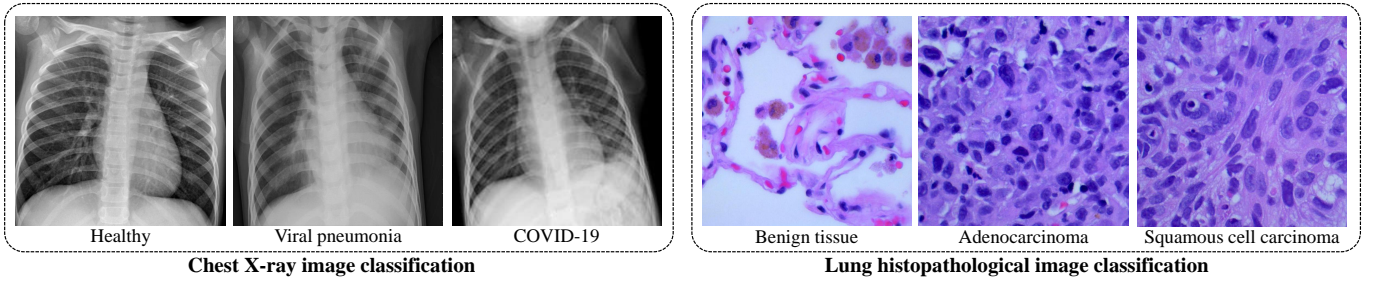 Healthy
Viral pneumonia
COVID-19
Chest X-ray image classification
Benign tissue
Adenocarcinoma
Squamous cell carcinoma
Lung histopathological image classification